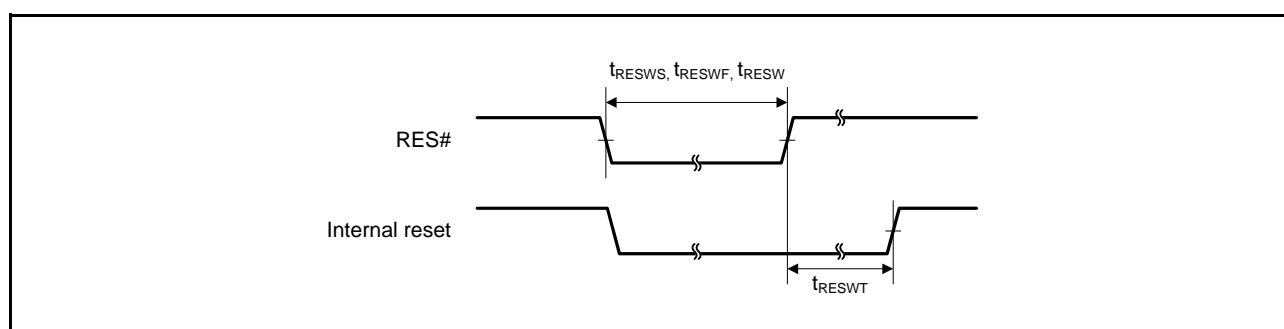 tRESWS, tRESWF, tRESW
RES#
Internal reset
tRESWT